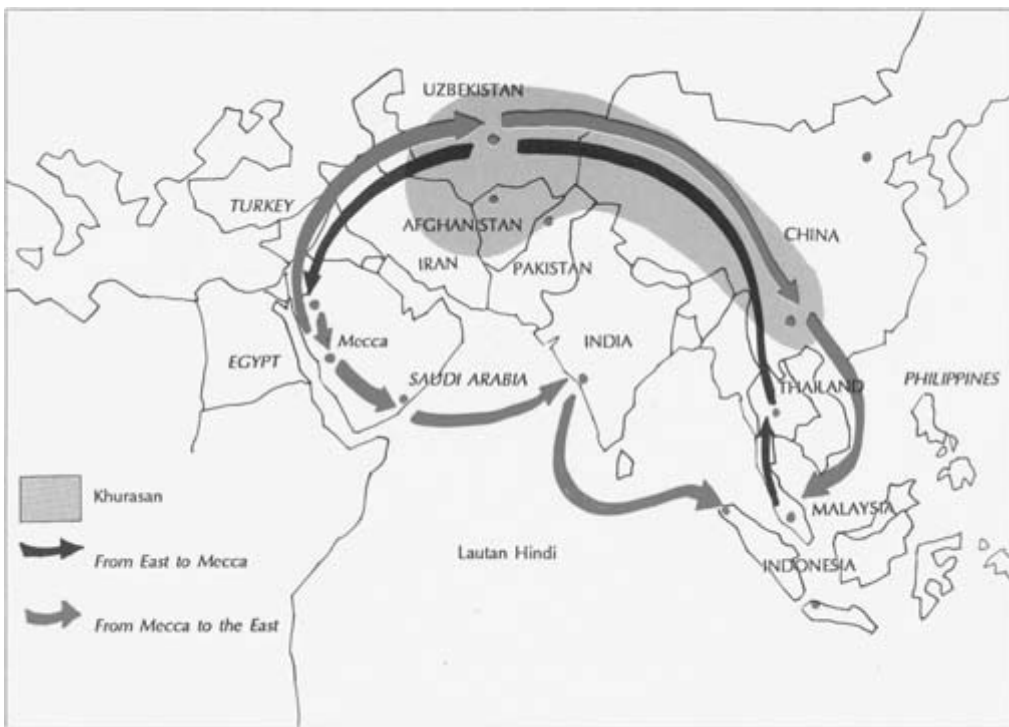 UZBEKISTAN
TURKEY
AFGHANISTAN
CHINA
IRAN
PAKISTAN
Mecca
INDIA
EGYPT
SAUDI ARABIA
THAILAND
PHILIPPINES
Khurasan
MALAYSIA
From East to Mecca
Lautan Hindi
INDONESIA
From Mecca to the East